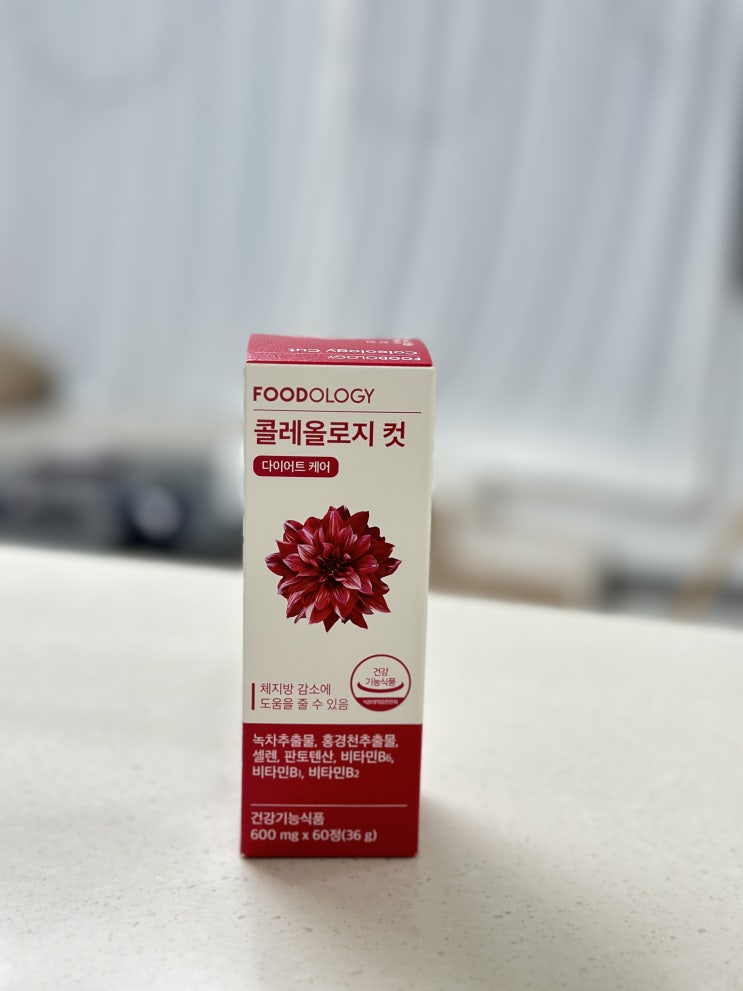 FOODOLOGY
Coleology Cut
FOODOLOGY
콜레올로지 컷
다이어트 케어
건강
기능식품
체지방 감소에
도움을 줄 수 있음
녹차추출물, 홍경천추출물,
셀렌, 판토텐산, 비타민B₆,
비타민B₁, 비타민B₂
건강기능식품
600 mg x 60정(36 g)